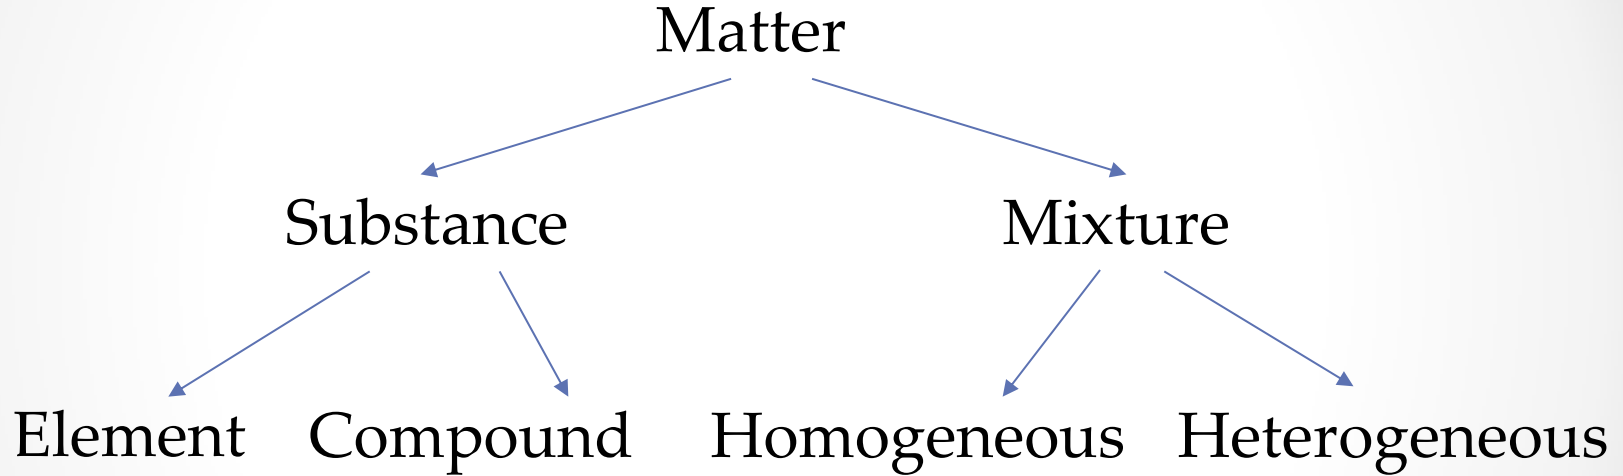 Matter
Substance Mixture
Element Compound Homogeneous Heterogeneous